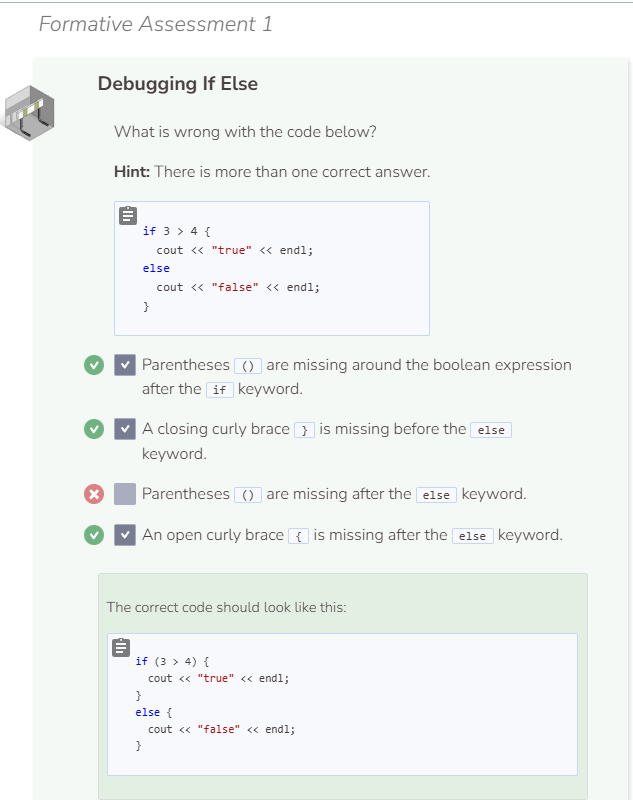 Formative Assessment 1
Debugging If Else
What is wrong with the code below?
Hint: There is more than one correct answer.
if 3 > 4 {
  cout << "true" << endl;
else
  cout << "false" << endl;
}
Parentheses () are missing around the boolean expression
after the if keyword.
A closing curly brace } is missing before the else
keyword.
Parentheses () are missing after the else keyword.
An open curly brace { is missing after the else keyword.
The correct code should look like this:
if (3 > 4) {
  cout << "true" << endl;
}
else {
  cout << "false" << endl;
}